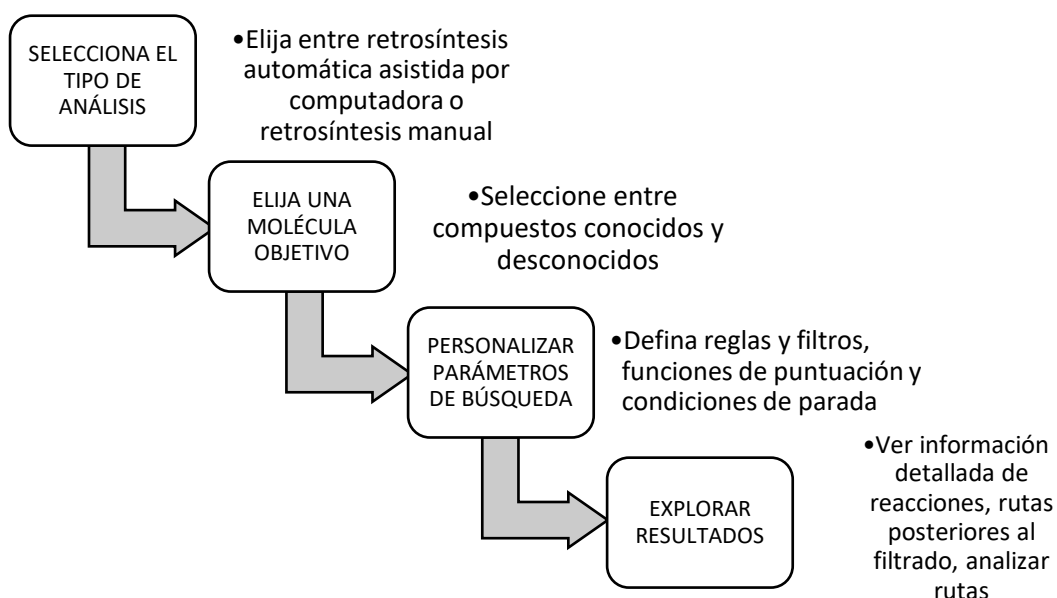 SELECCIONA EL
TIPO DE
ANÁLISIS
•Elija entre retrosíntesis
automática asistida por
computadora o
retrosíntesis manual
ELIJA UNA
MOLÉCULA
OBJETIVO
•Seleccione entre
compuestos conocidos y
desconocidos
PERSONALIZAR
PARÁMETROS
DE BÚSQUEDA
•Defina reglas y filtros,
funciones de puntuación y
condiciones de parada
EXPLORAR
RESULTADOS
•Ver información
detallada de
reacciones, rutas
posteriores al
filtrado, analizar
rutas